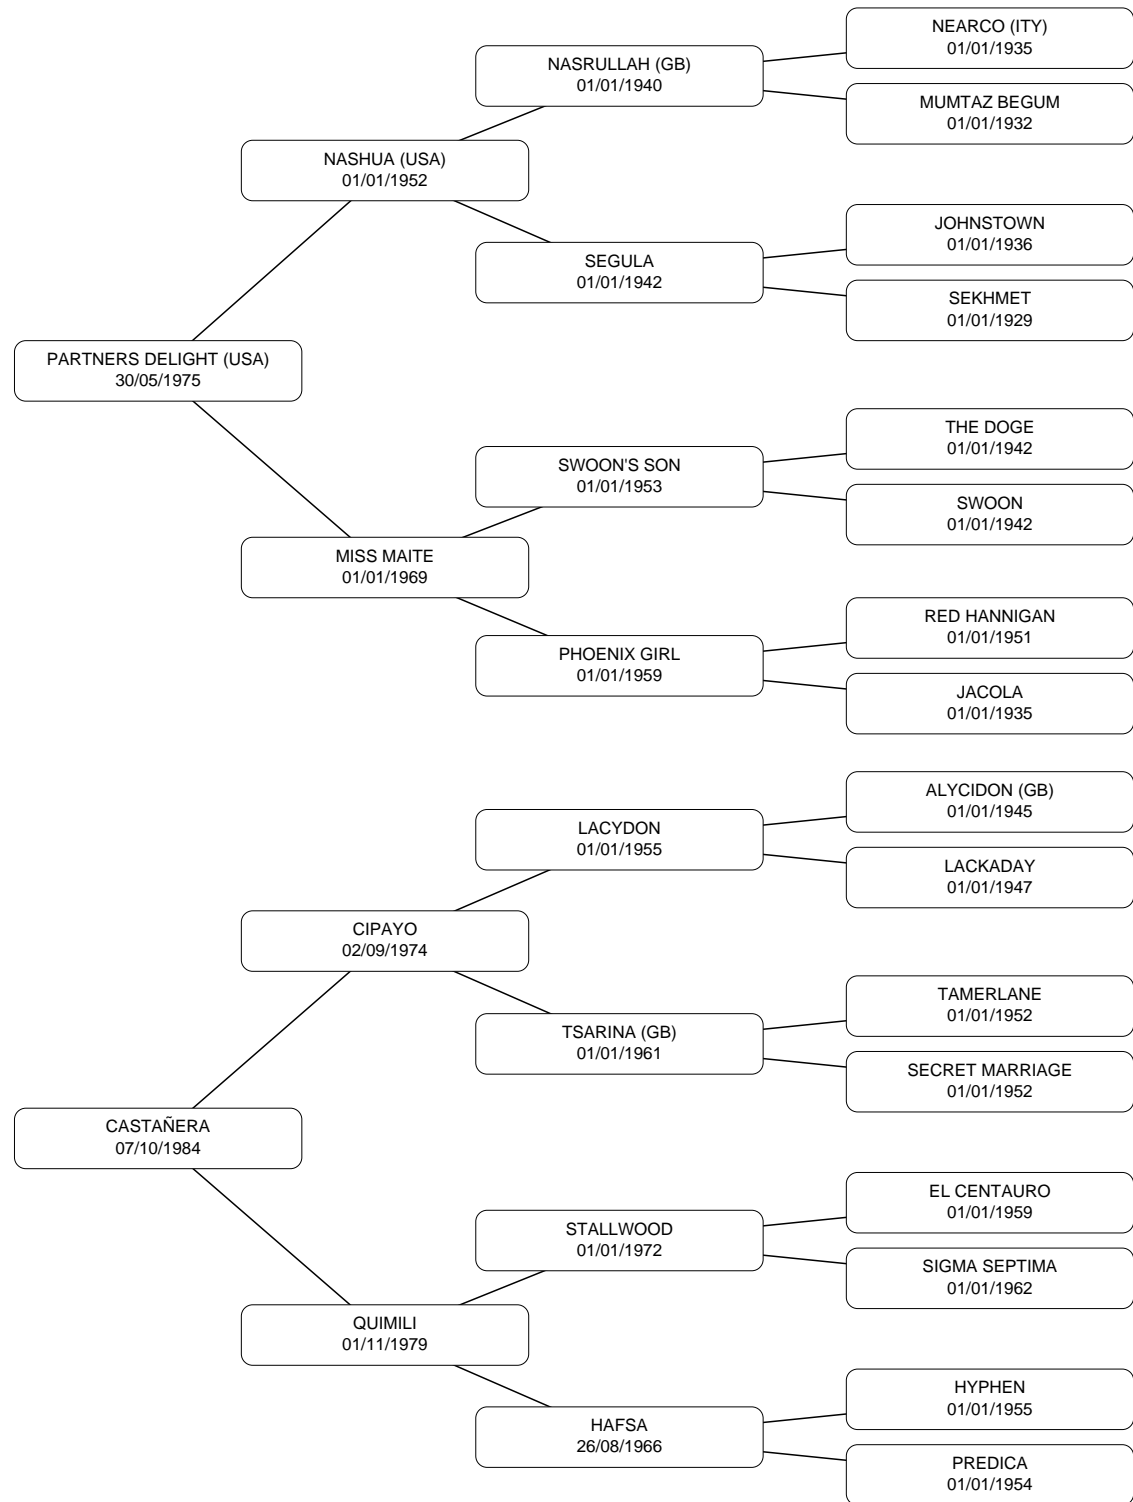 NEARCO (ITY)
01/01/1935
NASRULLAH (GB)
01/01/1940
MUMTAZ BEGUM
01/01/1932
NASHUA (USA)
01/01/1952
JOHNSTOWN
01/01/1936
SEGULA
01/01/1942
SEKHMET
01/01/1929
PARTNERS DELIGHT (USA)
30/05/1975
THE DOGE
01/01/1942
SWOON'S SON
01/01/1953
SWOON
01/01/1942
MISS MAITE
01/01/1969
RED HANNIGAN
01/01/1951
PHOENIX GIRL
01/01/1959
JACOLA
01/01/1935
ALYCIDON (GB)
01/01/1945
LACYDON
01/01/1955
LACKADAY
01/01/1947
CIPAYO
02/09/1974
TAMERLANE
01/01/1952
TSARINA (GB)
01/01/1961
SECRET MARRIAGE
01/01/1952
CASTAÑERA
07/10/1984
EL CENTAURO
01/01/1959
STALLWOOD
01/01/1972
SIGMA SEPTIMA
01/01/1962
QUIMILI
01/11/1979
HYPHEN
01/01/1955
HAFSA
26/08/1966
PREDICA
01/01/1954